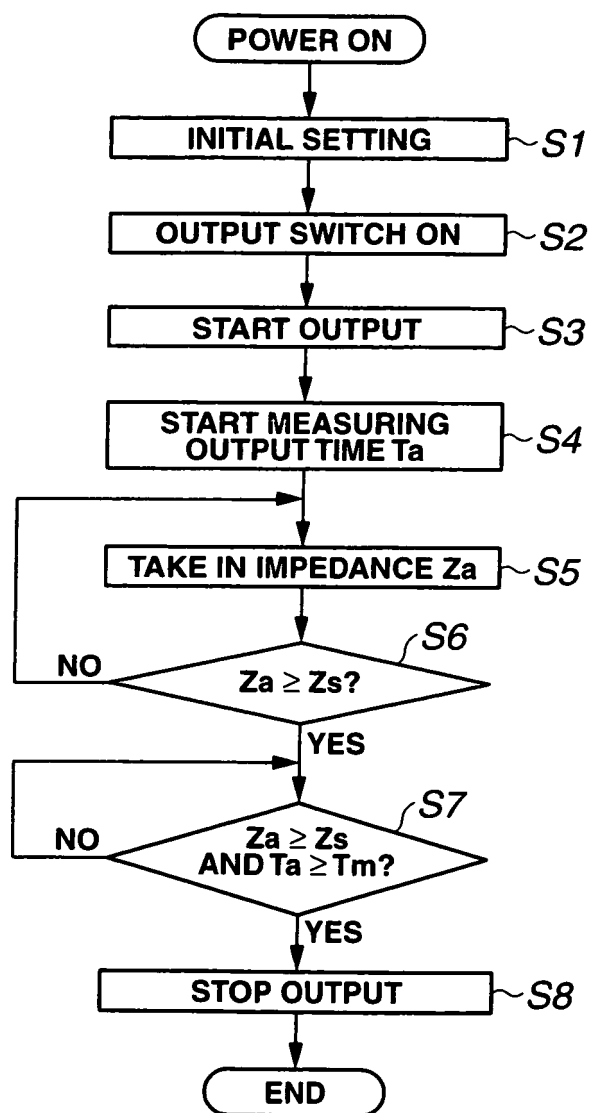 POWER ON
INITIAL SETTING
S1
OUTPUT SWITCH ON
S2
START OUTPUT
S3
START MEASURING
OUTPUT TIME Ta
S4
TAKE IN IMPEDANCE Za
S5
S6
NO
Za ≥ Zs?
YES
S7
NO
Za ≥ Zs
AND Ta ≥ Tm?
YES
STOP OUTPUT
S8
END